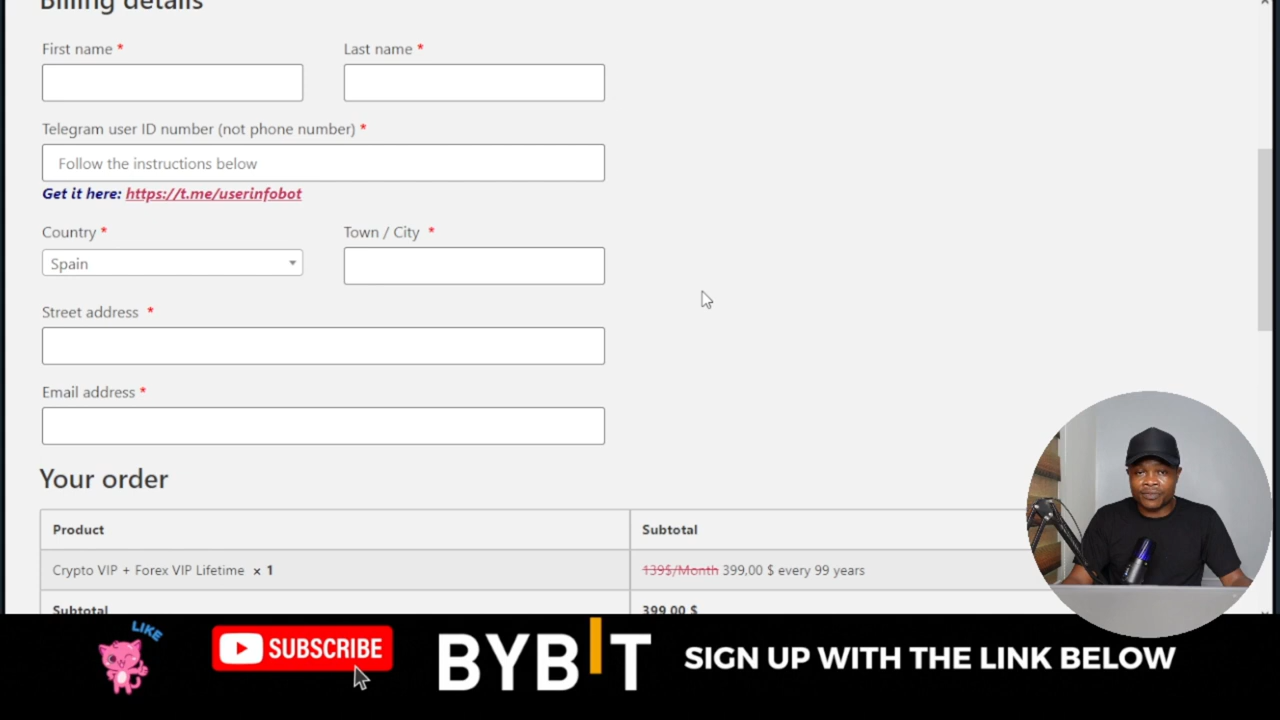 Billing details
First name *
Last name *
Telegram user ID number (not phone number) *
Follow the instructions below
Get it here: https://t.me/userinfobot
Country *
Town / City *
Spain
Street address *
Email address *
Your order
Product
Subtotal
Crypto VIP + Forex VIP Lifetime × 1
139$/Month 399,00 $ every 99 years
Subtotal
399,00 $
LIKE
SUBSCRIBE
BYBIT
SIGN UP WITH THE LINK BELOW